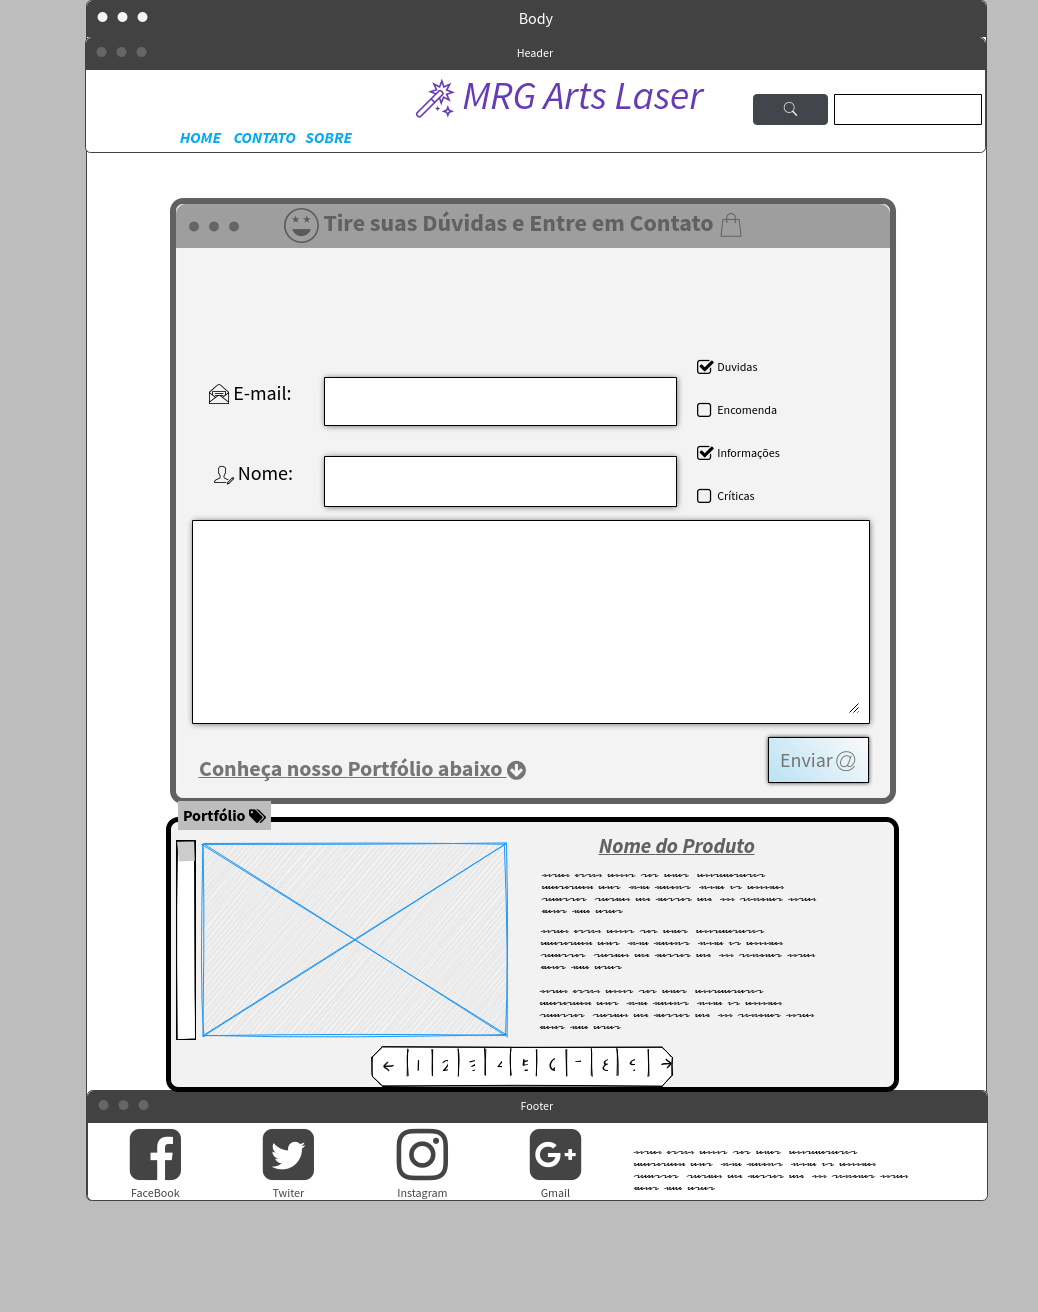 Body
Header
MRG Arts Laser
HOME CONTATO SOBRE
Tire suas Dúvidas e Entre em Contato
Duvidas
E-mail:
Encomenda
Informações
Nome:
Críticas
Enviar@
Conheça nosso Portfólio abaixo
Portfólio
Nome do Produto
1 2 3 4 5 6 7 8 9
Footer
FaceBook Twiter Instagram Gmail